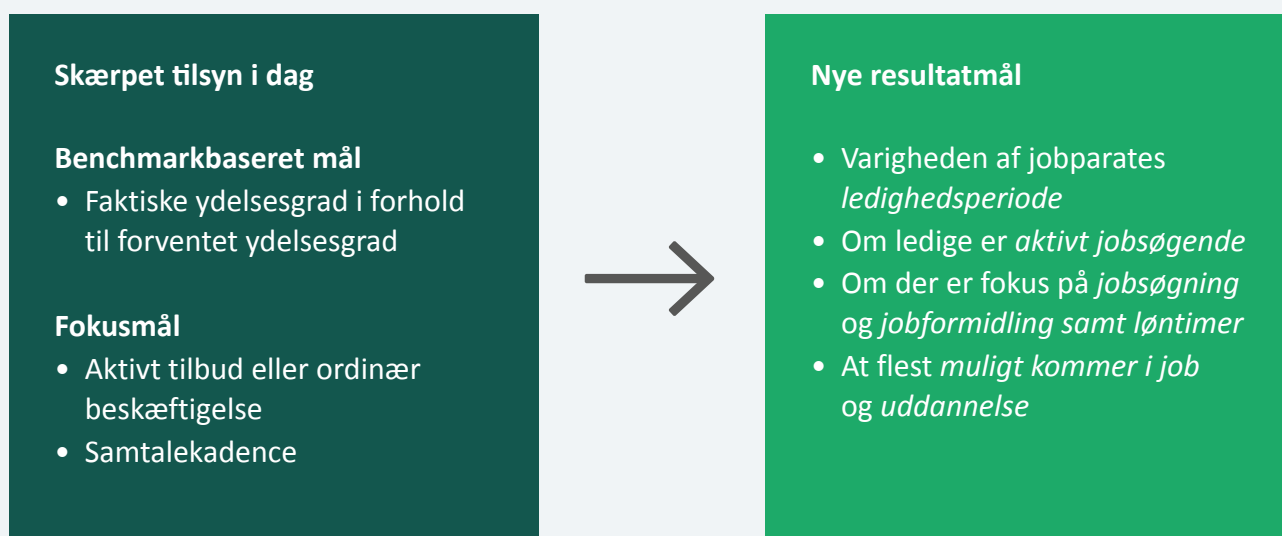 Skærpet tilsyn i dag
Benchmarkbaseret mål
• Faktiske ydelsesgrad i forhold
til forventet ydelsesgrad
Fokusmål
• Aktivt tilbud eller ordinær
beskæftigelse
• Samtalekadence
Nye resultatmål
• Varigheden af jobparates
ledighedsperiode
• Om ledige er aktivt jobsøgende
• Om der er fokus på jobsøgning
og jobformidling samt løntimer
• At flest muligt kommer i job
og uddannelse